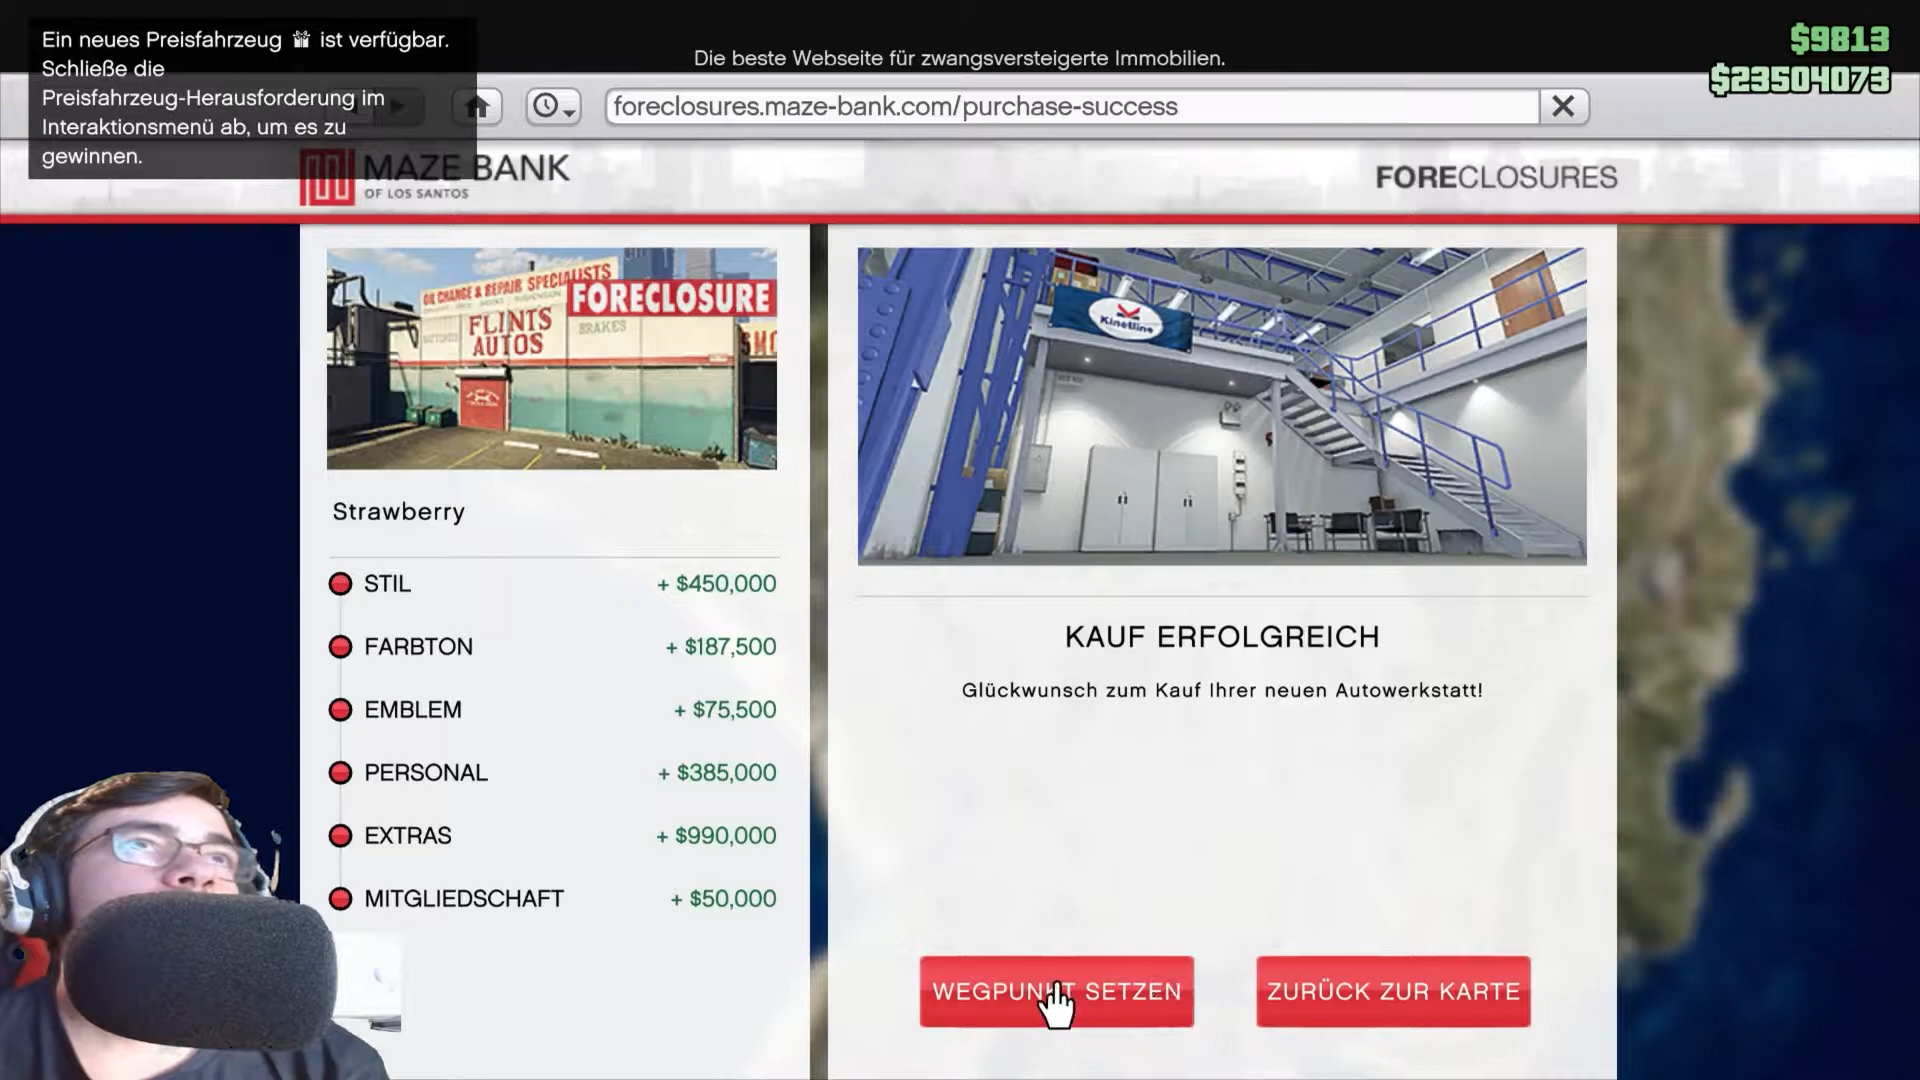 Ein neues Preisfahrzeug ist verfügbar.
Schließe die
Preisfahrzeug-Herausforderung im
Interaktionsmenü ab, um es zu
gewinnen.
Die beste Webseite für zwangsversteigerte Immobilien.
$9813
$23504073
foreclosures.maze-bank.com/purchase-success
MAZE BANK
OF LOS SANTOS
FORECLOSURES
OIL CHANGE & REPAIR SPECIALISTS
FORECLOSURE
FLINTS
AUTOS
BRAKES
SMO
Strawberry
STIL + $450,000
FARBTON + $187,500
EMBLEM + $75,500
PERSONAL + $385,000
EXTRAS + $990,000
MITGLIEDSCHAFT + $50,000
KAUF ERFOLGREICH
Glückwunsch zum Kauf Ihrer neuen Autowerkstatt!
WEGPUNKT SETZEN
ZURÜCK ZUR KARTE